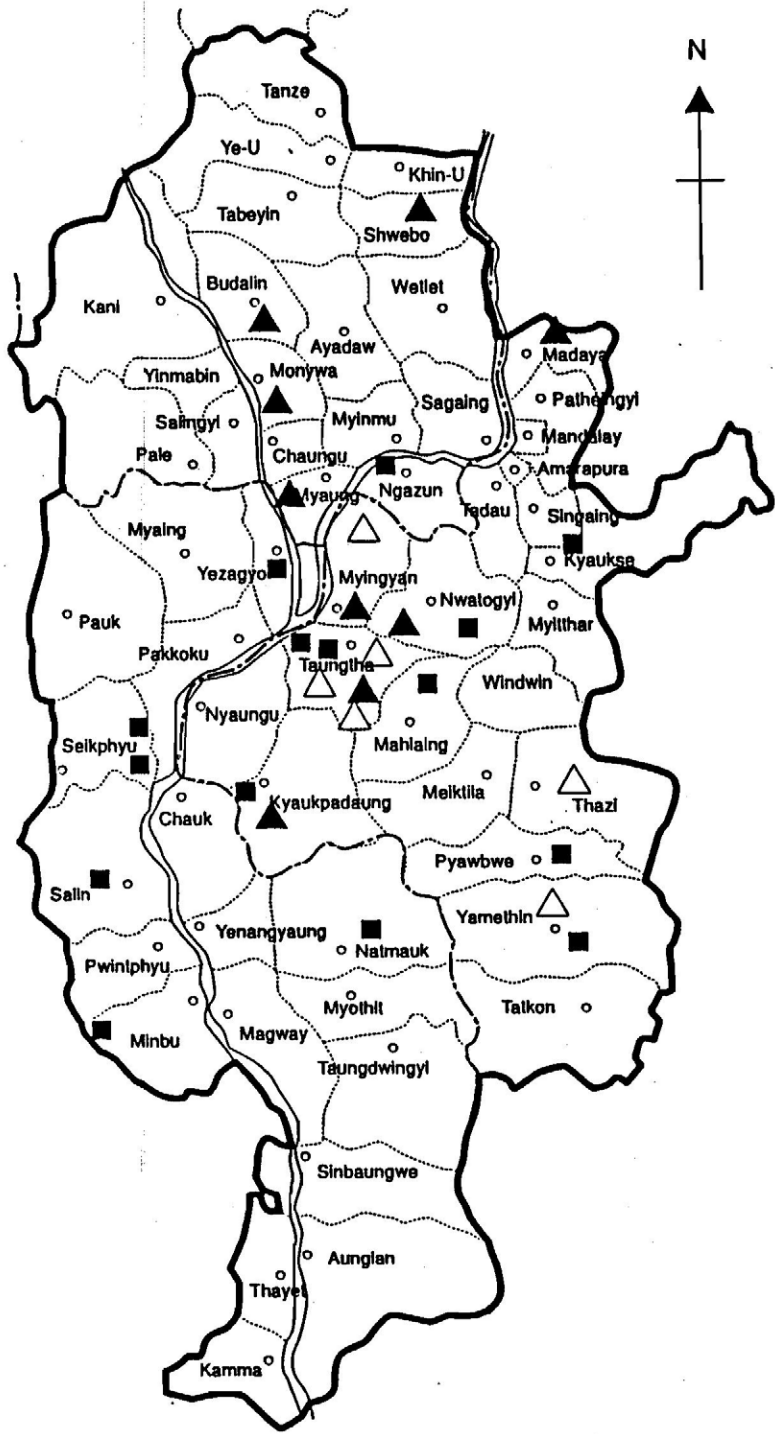 N
Tanze
Ye-U
Khin-U
Tabeyin
Shwebo
Budalin
Wetlet
Kani
Ayadaw
Madaya
Yinmabin
Monywa
Patheingyi
Salingyi
Myinmu
Sagaing
Mandalay
Pale
Chaungu
Amarapura
Myaung
Ngazun
Tadau
Singaing
Myaing
Kyaukse
Yezagyo
Myingyan
Nwatogyi
Myitthar
Pauk
Pakkoku
Taungtha
Windwin
Nyaungu
Mahlaing
Seikphyu
Meiktila
Thazi
Chauk
Kyaukpadaung
Pyawbwe
Salin
Yamethin
Yenangyaung
Natmauk
Pwintphyu
Myothit
Tatkon
Minbu
Magway
Taungdwingyi
Sinbaungwe
Aunglan
Thayet
Kamma